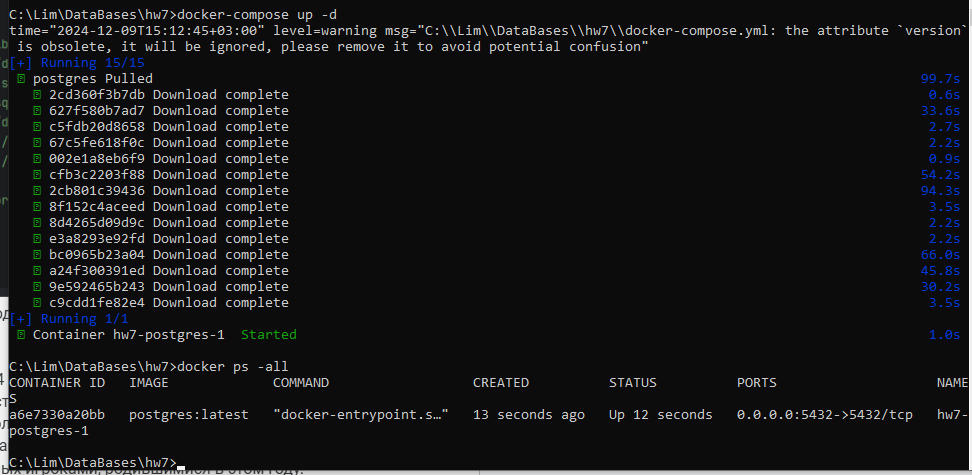 C:\Lim\DataBases\hw7>docker-compose up -d
time="2024-12-09T15:12:45+03:00" level=warning msg="C:\\Lim\\DataBases\\hw7\\docker-compose.yml: the attribute `version`
is obsolete, it will be ignored, please remove it to avoid potential confusion"
[+] Running 15/15
postgres Pulled 99.7s
2cd360f3b7db Download complete 0.6s
627f580b7ad7 Download complete 33.6s
c5fdb20d8658 Download complete 2.7s
67c5fe618f0c Download complete 2.2s
002e1a8eb6f9 Download complete 0.9s
cfb3c2203f88 Download complete 54.2s
2cb801c39436 Download complete 94.3s
8f152c4aceed Download complete 3.5s
8d4265d09d9c Download complete 2.2s
e3a8293e92fd Download complete 2.2s
bc0965b23a04 Download complete 66.0s
a24f300391ed Download complete 45.8s
9e592465b243 Download complete 30.2s
c9cdd1fe82e4 Download complete 3.5s
[+] Running 1/1
Container hw7-postgres-1 Started 1.0s
C:\Lim\DataBases\hw7>docker ps -all
CONTAINER ID IMAGE COMMAND CREATED STATUS PORTS NAME
S
a6e7330a20bb postgres:latest "docker-entrypoint.s…" 13 seconds ago Up 12 seconds 0.0.0.0:5432->5432/tcp hw7-
postgres-1
C:\Lim\DataBases\hw7>